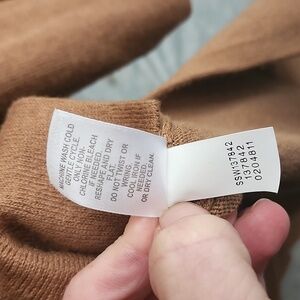 MACHINE WASH COLD
GENTLE CYCLE.
ONLY NON-
CHLORINE BLEACH
IF NEEDED
RESHAPE AND DRY
FLAT.
DO NOT TWIST OR
WRING.
COOL IRON IF
NEEDED
OR DRY CLEAN.
SSW137842
137842
0204811